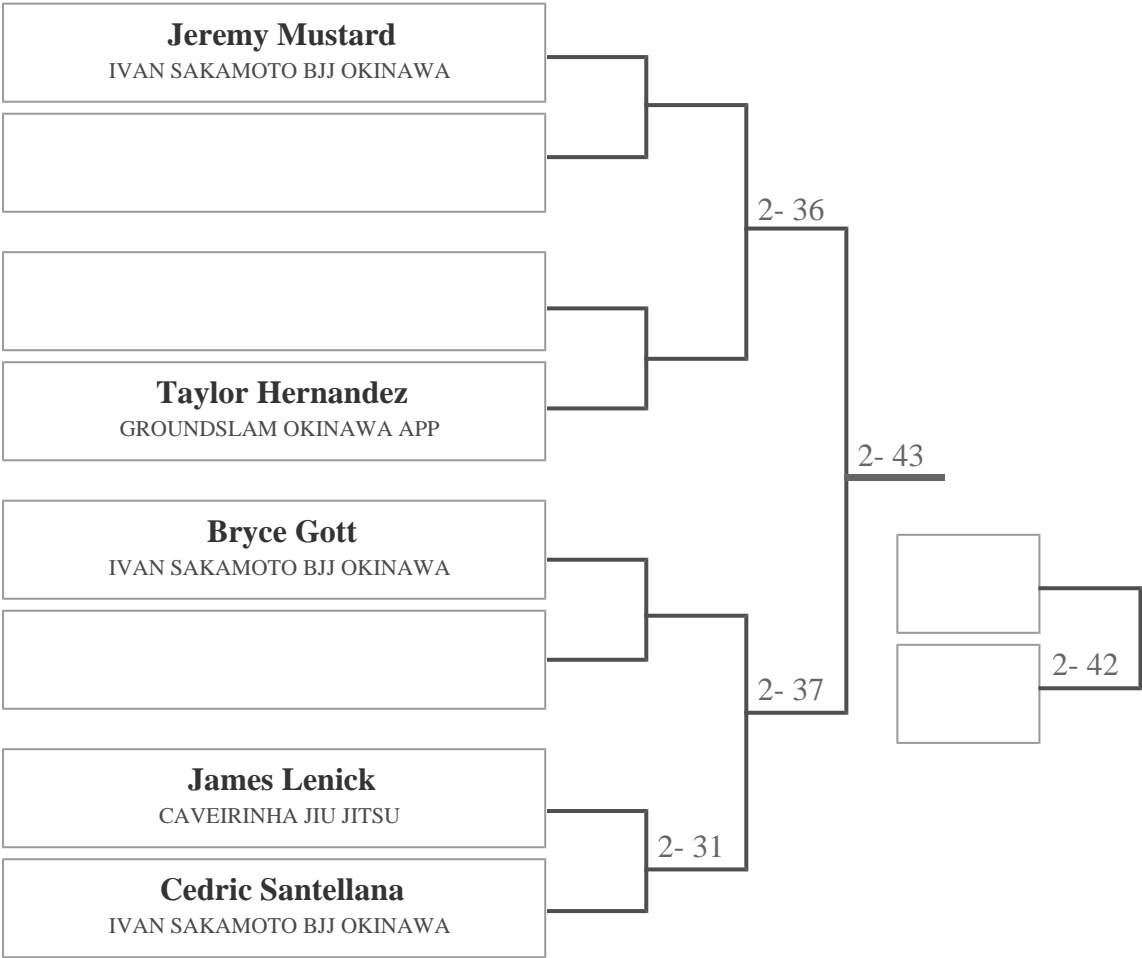 Jeremy Mustard
IVAN SAKAMOTO BJJ OKINAWA
2- 36
Taylor Hernandez
GROUNDSLAM OKINAWA APP
2- 43
Bryce Gott
IVAN SAKAMOTO BJJ OKINAWA
2- 37
2- 42
James Lenick
CAVEIRINHA JIU JITSU
2- 31
Cedric Santellana
IVAN SAKAMOTO BJJ OKINAWA